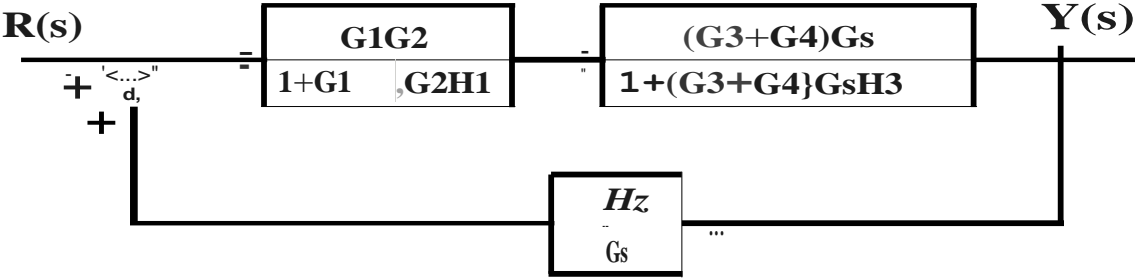 R(s)
Y(s)
G1G2
1+G1 ,G2H1
(G3+G4)Gs
1+(G3+G4}GsH3
=
-
"
- '<...>"
+ d,
+
Hz
--
Gs
...